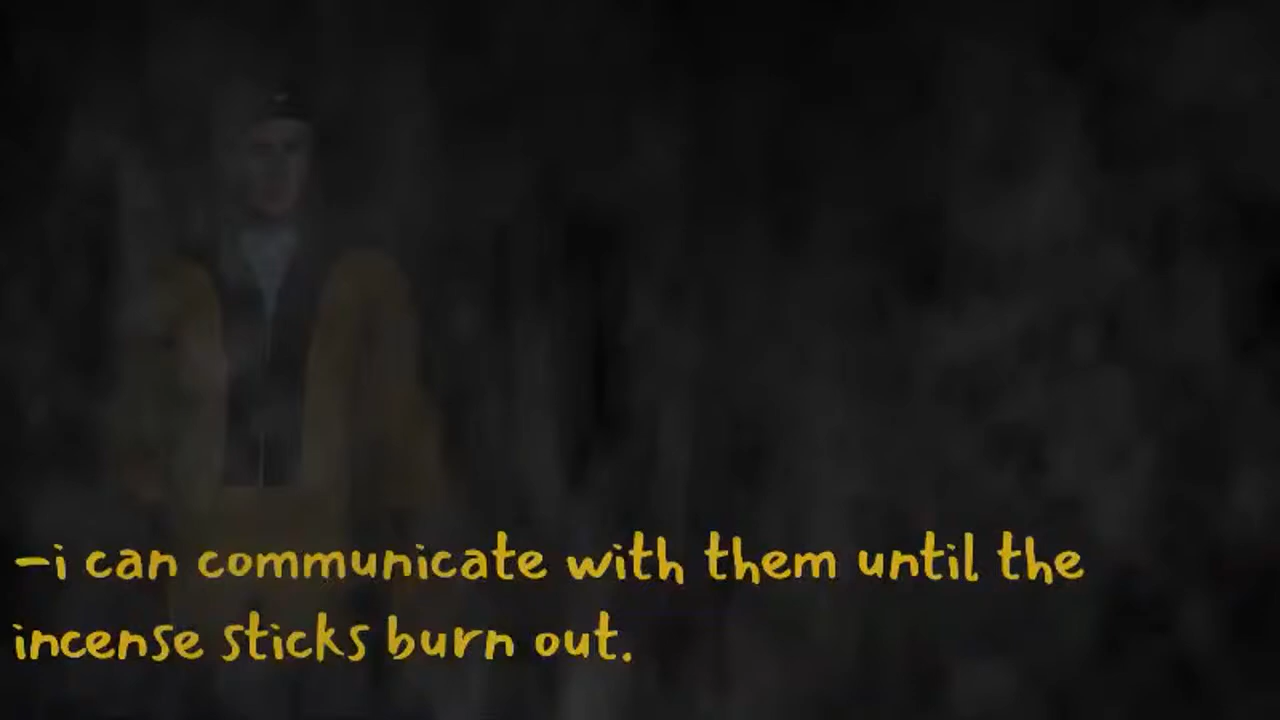 -i can communicate with them until the
incense sticks burn out.